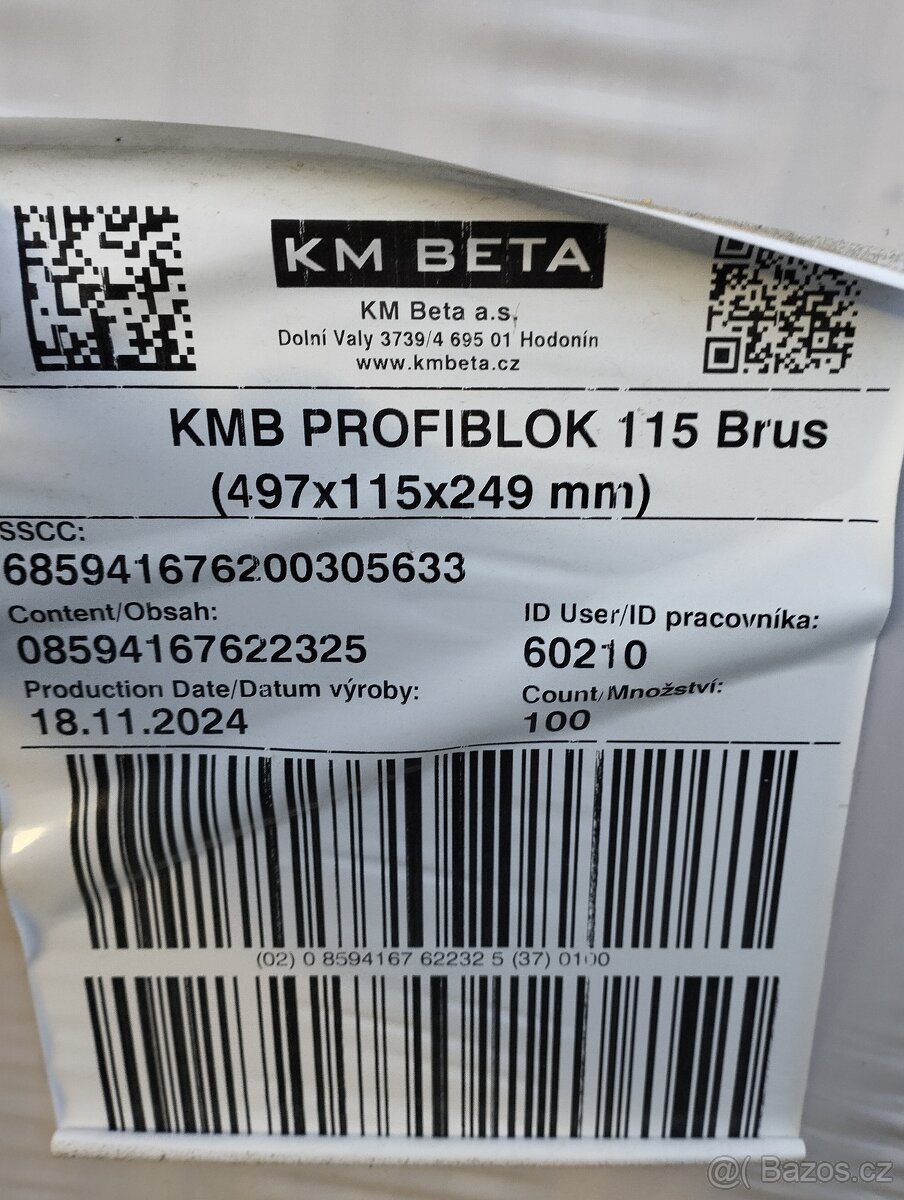 KM BETA
KM Beta a.s.
Dolní Valy 3739/4 695 01 Hodonín
www.kmbeta.cz
KMB PROFIBLOK 115 Brus
(497x115x249 mm)
SSCC:
685941676200305633
Content/Obsah:
08594167622325
ID User/ID pracovníka:
60210
Production Date/Datum výroby:
18.11.2024
Count/Množství:
100
(02) 0 8594167 62232 5 (37) 0100
@( Bazos.cz